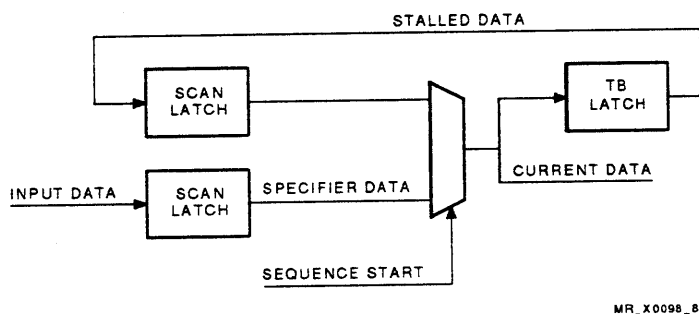 STALLED DATA
SCAN
LATCH
TB
LATCH
INPUT DATA
SCAN
LATCH
SPECIFIER DATA
CURRENT DATA
SEQUENCE START
MR_X0098_8